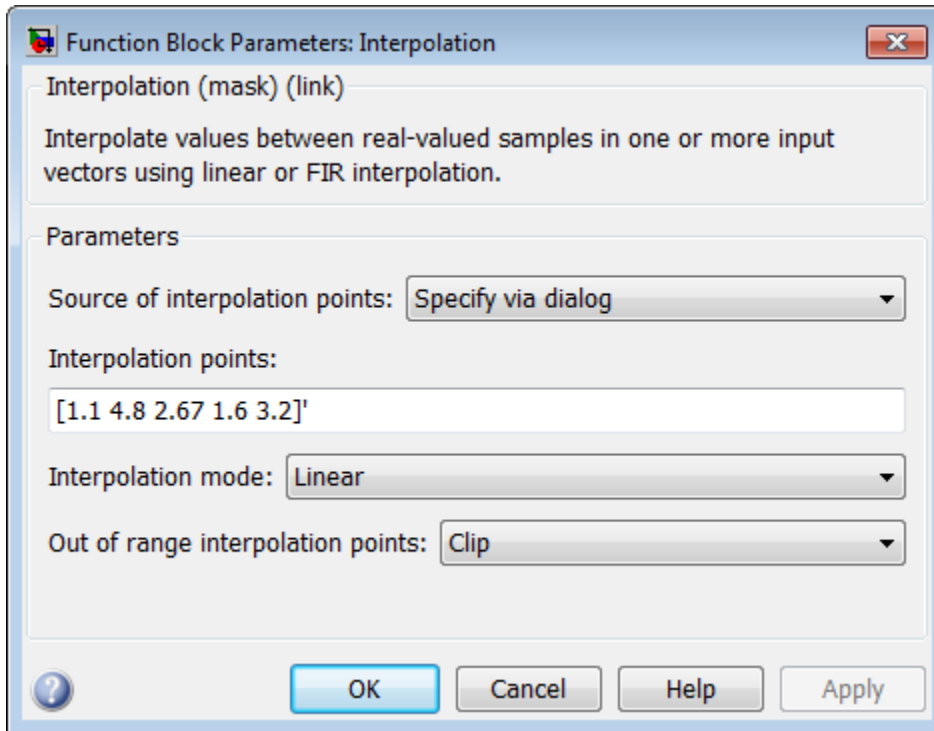 Function Block Parameters: Interpolation
Interpolation (mask) (link)
Interpolate values between real-valued samples in one or more input
vectors using linear or FIR interpolation.
Parameters
Source of interpolation points: Specify via dialog
Interpolation points:
[1.1 4.8 2.67 1.6 3.2]'
Interpolation mode: Linear
Out of range interpolation points: Clip
? OK Cancel Help Apply